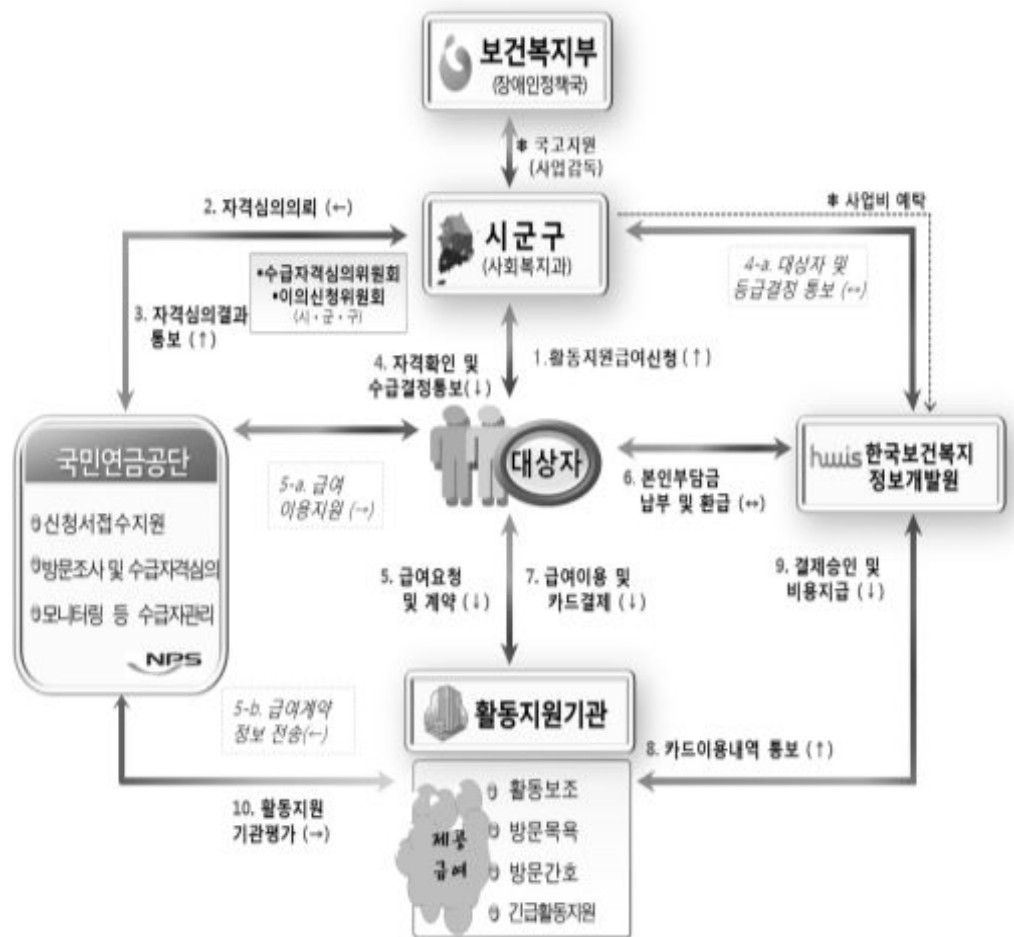 보건복지부
(장애인정책국)
* 국고지원
(사업감독)
2. 자격심의의뢰 (←)
* 사업비 예탁
시군구
(사회복지과)
•수급자격심의위원회
•이의신청위원회
(시・군・구)
4-a. 대상자 및
등급결정 통보 (↔)
3. 자격심의결과
통보 (↑)
4. 자격확인 및
수급결정통보(↓)
1.활동지원급여신청 (↑)
국민연금공단
신청서접수지원
방문조사 및 수급자격심의
모니터링 등 수급자관리
NPS
5-a. 급여
이용지원 (→)
대상자
6. 본인부담금
납부 및 환급 (↔)
hwis 한국보건복지
정보개발원
5. 급여요청
및 계약 (↓)
7. 급여이용 및
카드결제 (↓)
9. 결제승인 및
비용지급 (↓)
5-b. 급여계약
정보 전송(←)
활동지원기관
8. 카드이용내역 통보 (↑)
10. 활동지원
기관평가 (→)
제공
급여
활동보조
방문목욕
방문간호
긴급활동지원